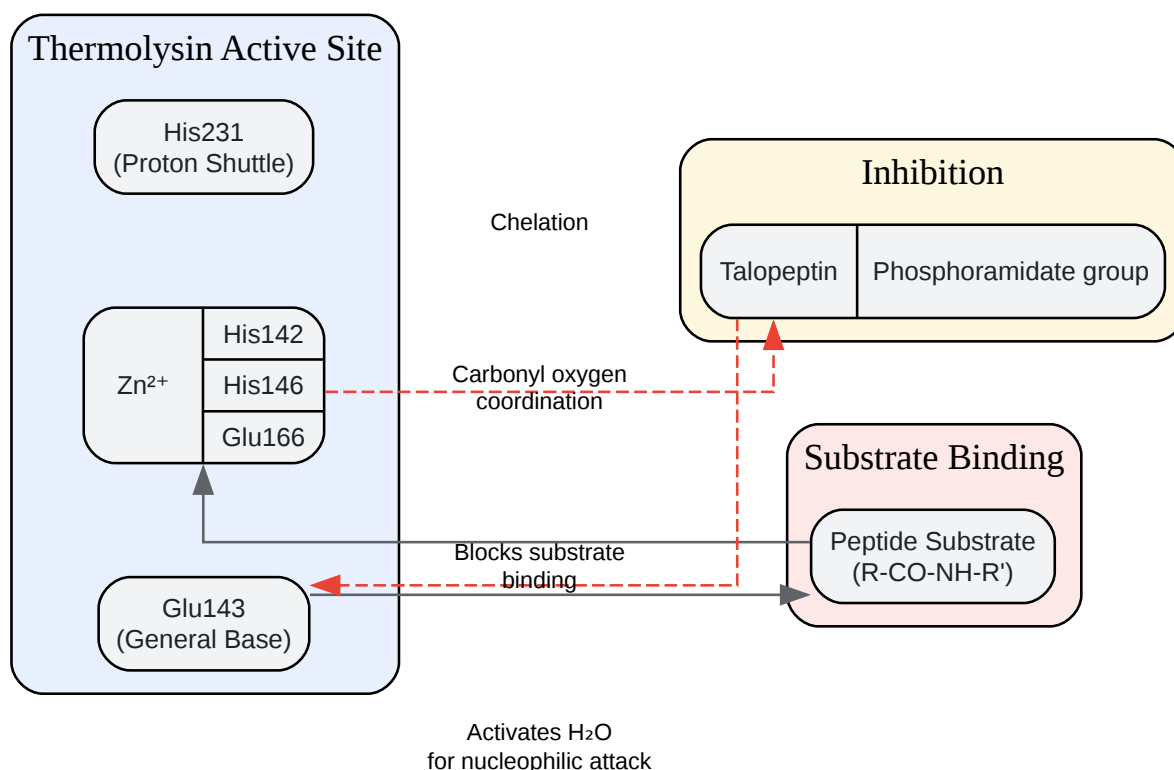 Thermolysin Active Site
His231
(Proton Shuttle)
Zn²⁺
His142
His146
Glu166
Glu143
(General Base)
Chelation
Carbonyl oxygen
coordination
Blocks substrate
binding
Activates H₂O
for nucleophilic attack
Inhibition
Talopeptin
Phosphoramidate group
Substrate Binding
Peptide Substrate
(R-CO-NH-R')